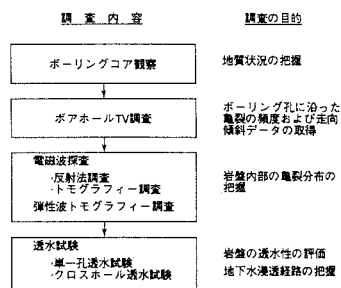 調査内容 調査の目的
ボーリングコア観察 地質状況の把握
ボアホールTV調査 ボーリング孔に沿った
亀裂の頻度および走向
傾斜データの取得
電磁波探査
・反射法調査
・トモグラフィー調査
弾性波トモグラフィー調査
岩盤内部の亀裂分布の
把握
透水試験
・単一孔透水試験
・クロスホール透水試験
岩盤の透水性の評価
地下水浸透経路の把握